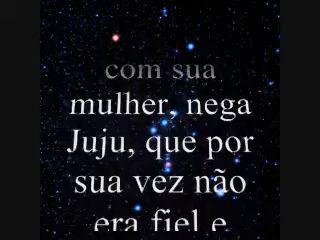 com sua
mulher, nega
Juju, que por
sua vez não
era fiel e